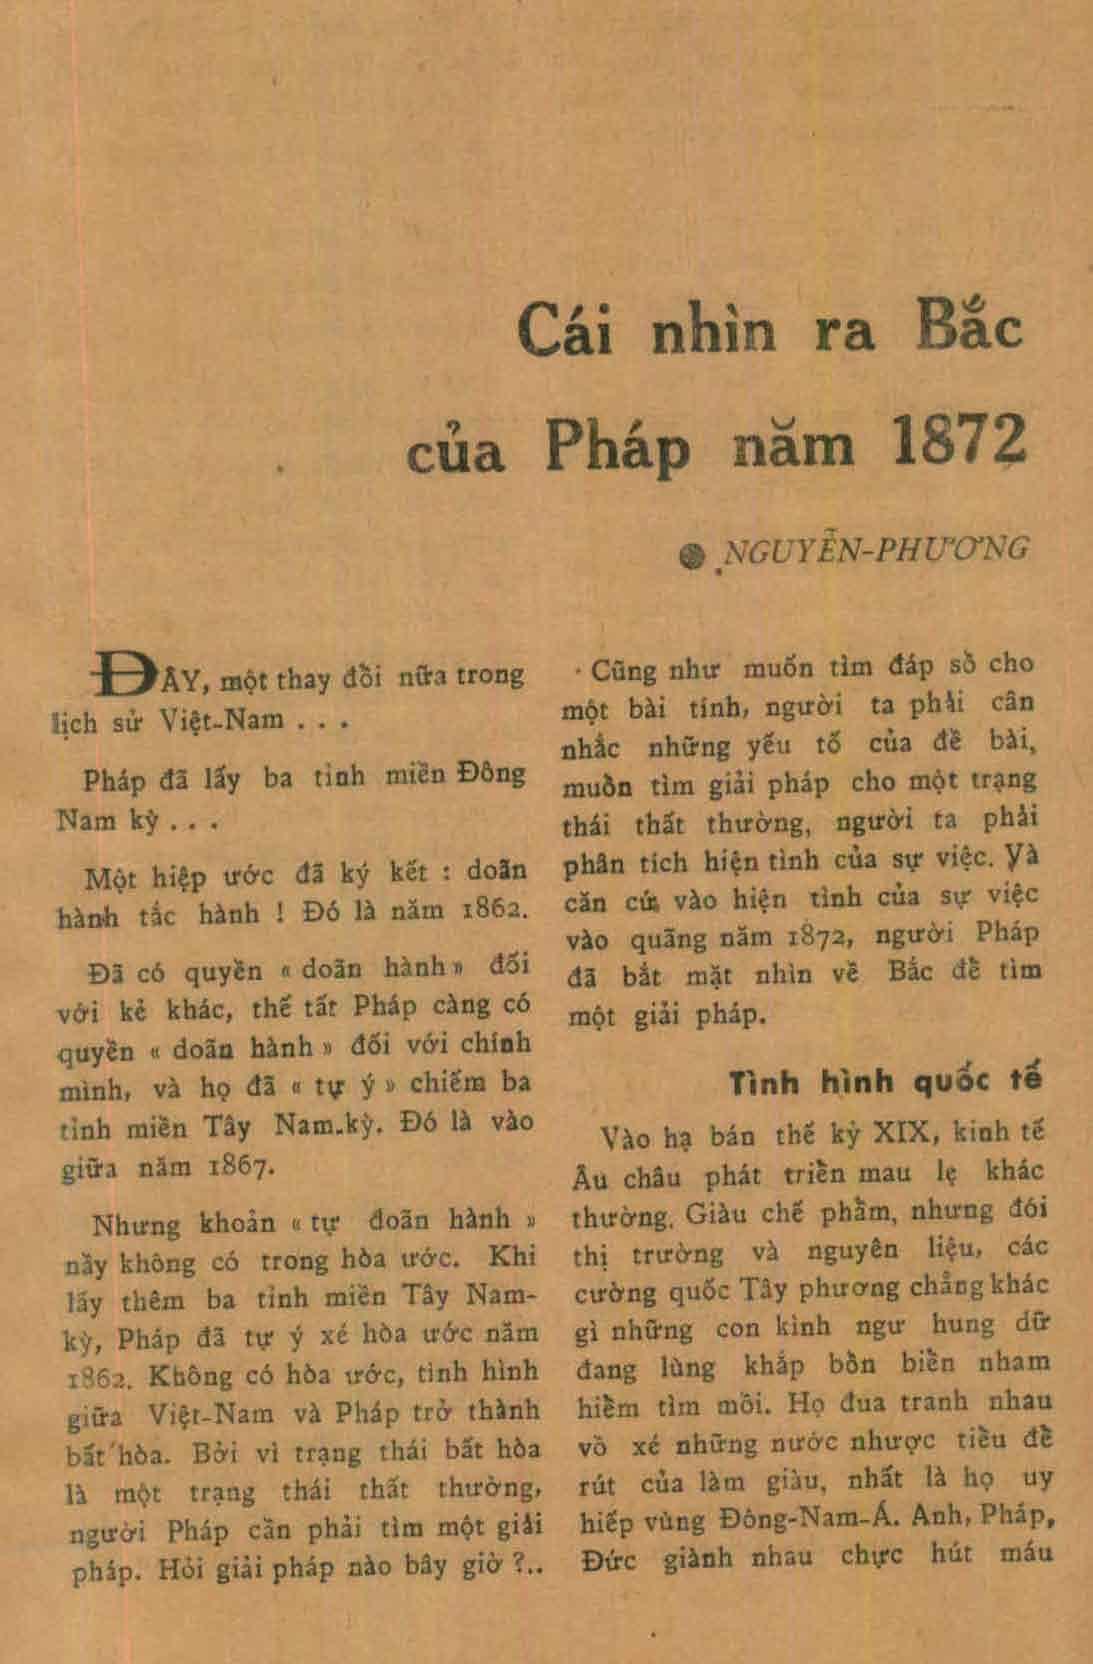 Cái nhìn ra Bắc
của Pháp năm 1872
● NGUYỄN-PHƯƠNG
ĐÂY, một thay đổi nữa trong
lịch sử Việt-Nam . . .
Pháp đã lấy ba tỉnh miền Đông
Nam kỳ . . .
Một hiệp ước đã ký kết : doãn
hành tắc hành ! Đó là năm 1862.
Đã có quyền « doãn hành » đối
với kẻ khác, thế tất Pháp càng có
quyền « doãn hành » đối với chính
mình, và họ đã « tự ý » chiếm ba
tỉnh miền Tây Nam-kỳ. Đó là vào
giữa năm 1867.
Nhưng khoản « tự doãn hành »
nầy không có trong hòa ước. Khi
lấy thêm ba tỉnh miền Tây Nam-
kỳ, Pháp đã tự ý xé hòa ước năm
1862. Không có hòa ước, tình hình
giữa Việt-Nam và Pháp trở thành
bất hòa. Bởi vì trạng thái bất hòa
là một trạng thái thất thường,
người Pháp cần phải tìm một giải
pháp. Hỏi giải pháp nào bây giờ ?..
Cũng như muốn tìm đáp số cho
một bài tính, người ta phải cân
nhắc những yếu tố của đề bài,
muốn tìm giải pháp cho một trạng
thái thất thường, người ta phải
phân tích hiện tình của sự việc. Và
căn cứ vào hiện tình của sự việc
vào quãng năm 1872, người Pháp
đã bắt mặt nhìn về Bắc để tìm
một giải pháp.
Tình hình quốc tế
Vào hạ bán thế kỷ XIX, kinh tế
Âu châu phát triển mau lẹ khác
thường. Giàu chế phẩm, nhưng đói
thị trường và nguyên liệu, các
cường quốc Tây phương chẳng khác
gì những con kình ngư hung dữ
đang lùng khắp bồn biển nham
hiểm tìm mồi. Họ đua tranh nhau
vồ xé những nước nhược tiểu để
rút của làm giàu, nhất là họ uy
hiếp vùng Đông-Nam-Á. Anh, Pháp,
Đức giành nhau chực hút máu